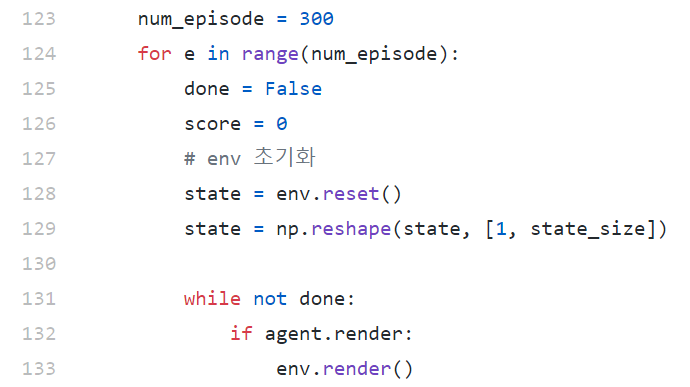 123 num_episode = 300
124 for e in range(num_episode):
125 done = False
126 score = 0
127 # env 초기화
128 state = env.reset()
129 state = np.reshape(state, [1, state_size])
130
131 while not done:
132 if agent.render:
133 env.render()